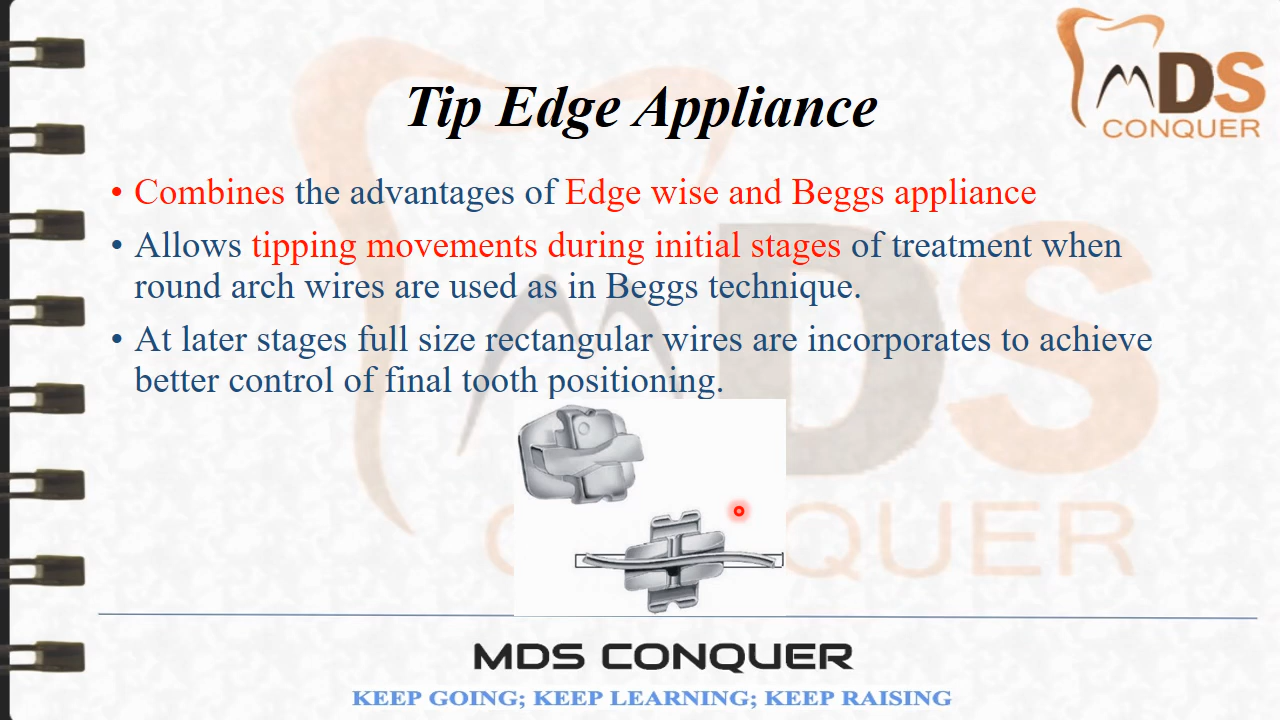 MDS
CONQUER
Tip Edge Appliance
• Combines the advantages of Edge wise and Beggs appliance
• Allows tipping movements during initial stages of treatment when
round arch wires are used as in Beggs technique.
• At later stages full size rectangular wires are incorporates to achieve
better control of final tooth positioning.
MDS
CONQUER
MDS CONQUER
KEEP GOING; KEEP LEARNING; KEEP RAISING